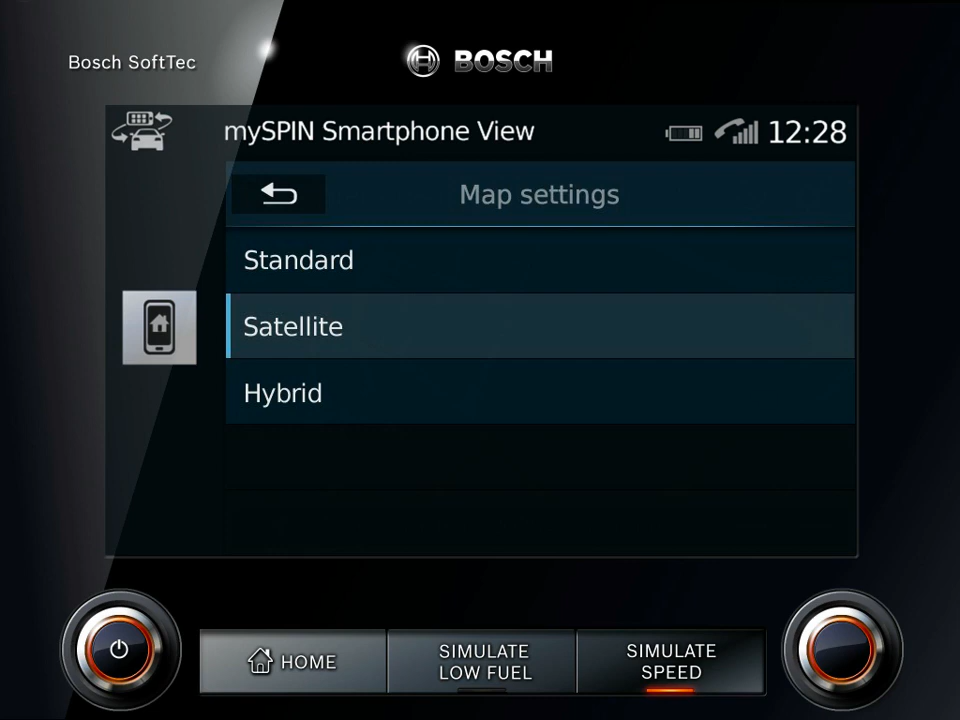 Bosch SoftTec
BOSCH
mySPIN Smartphone View
12:28
Map settings
Standard
Satellite
Hybrid
HOME
SIMULATE
LOW FUEL
SIMULATE
SPEED